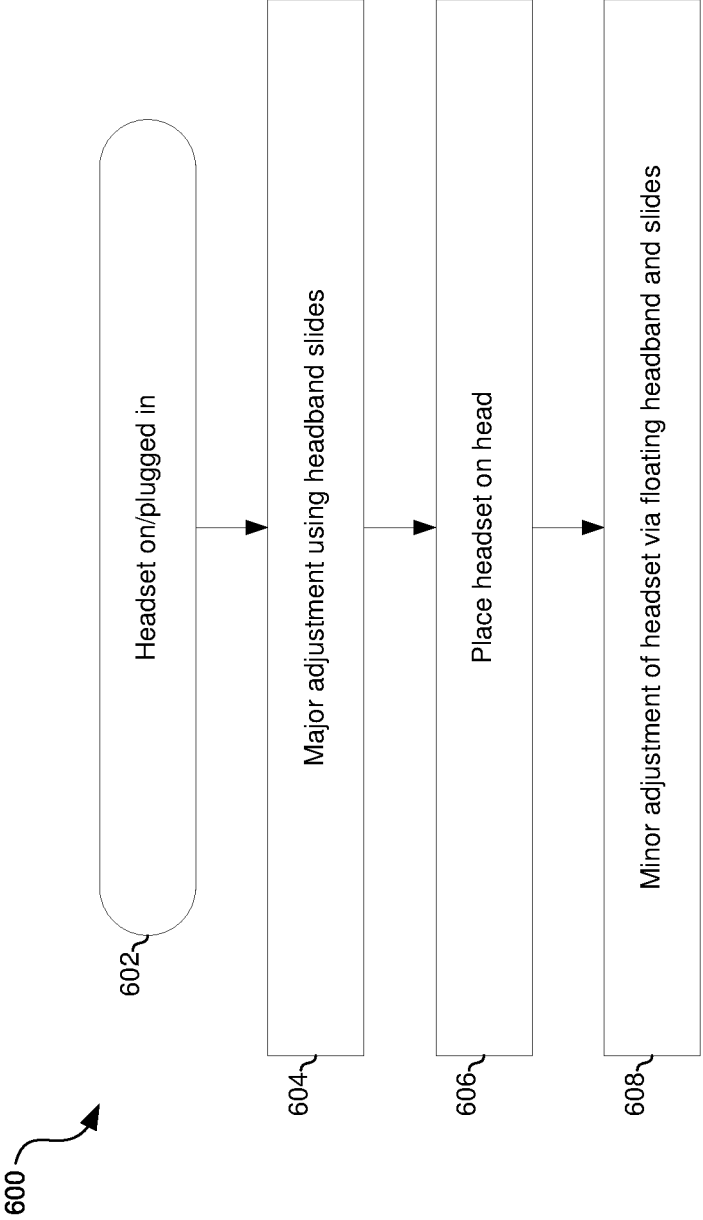 600
602
Headset on/plugged in
604
Major adjustment using headband slides
606
Place headset on head
608
Minor adjustment of headset via floating headband and slides